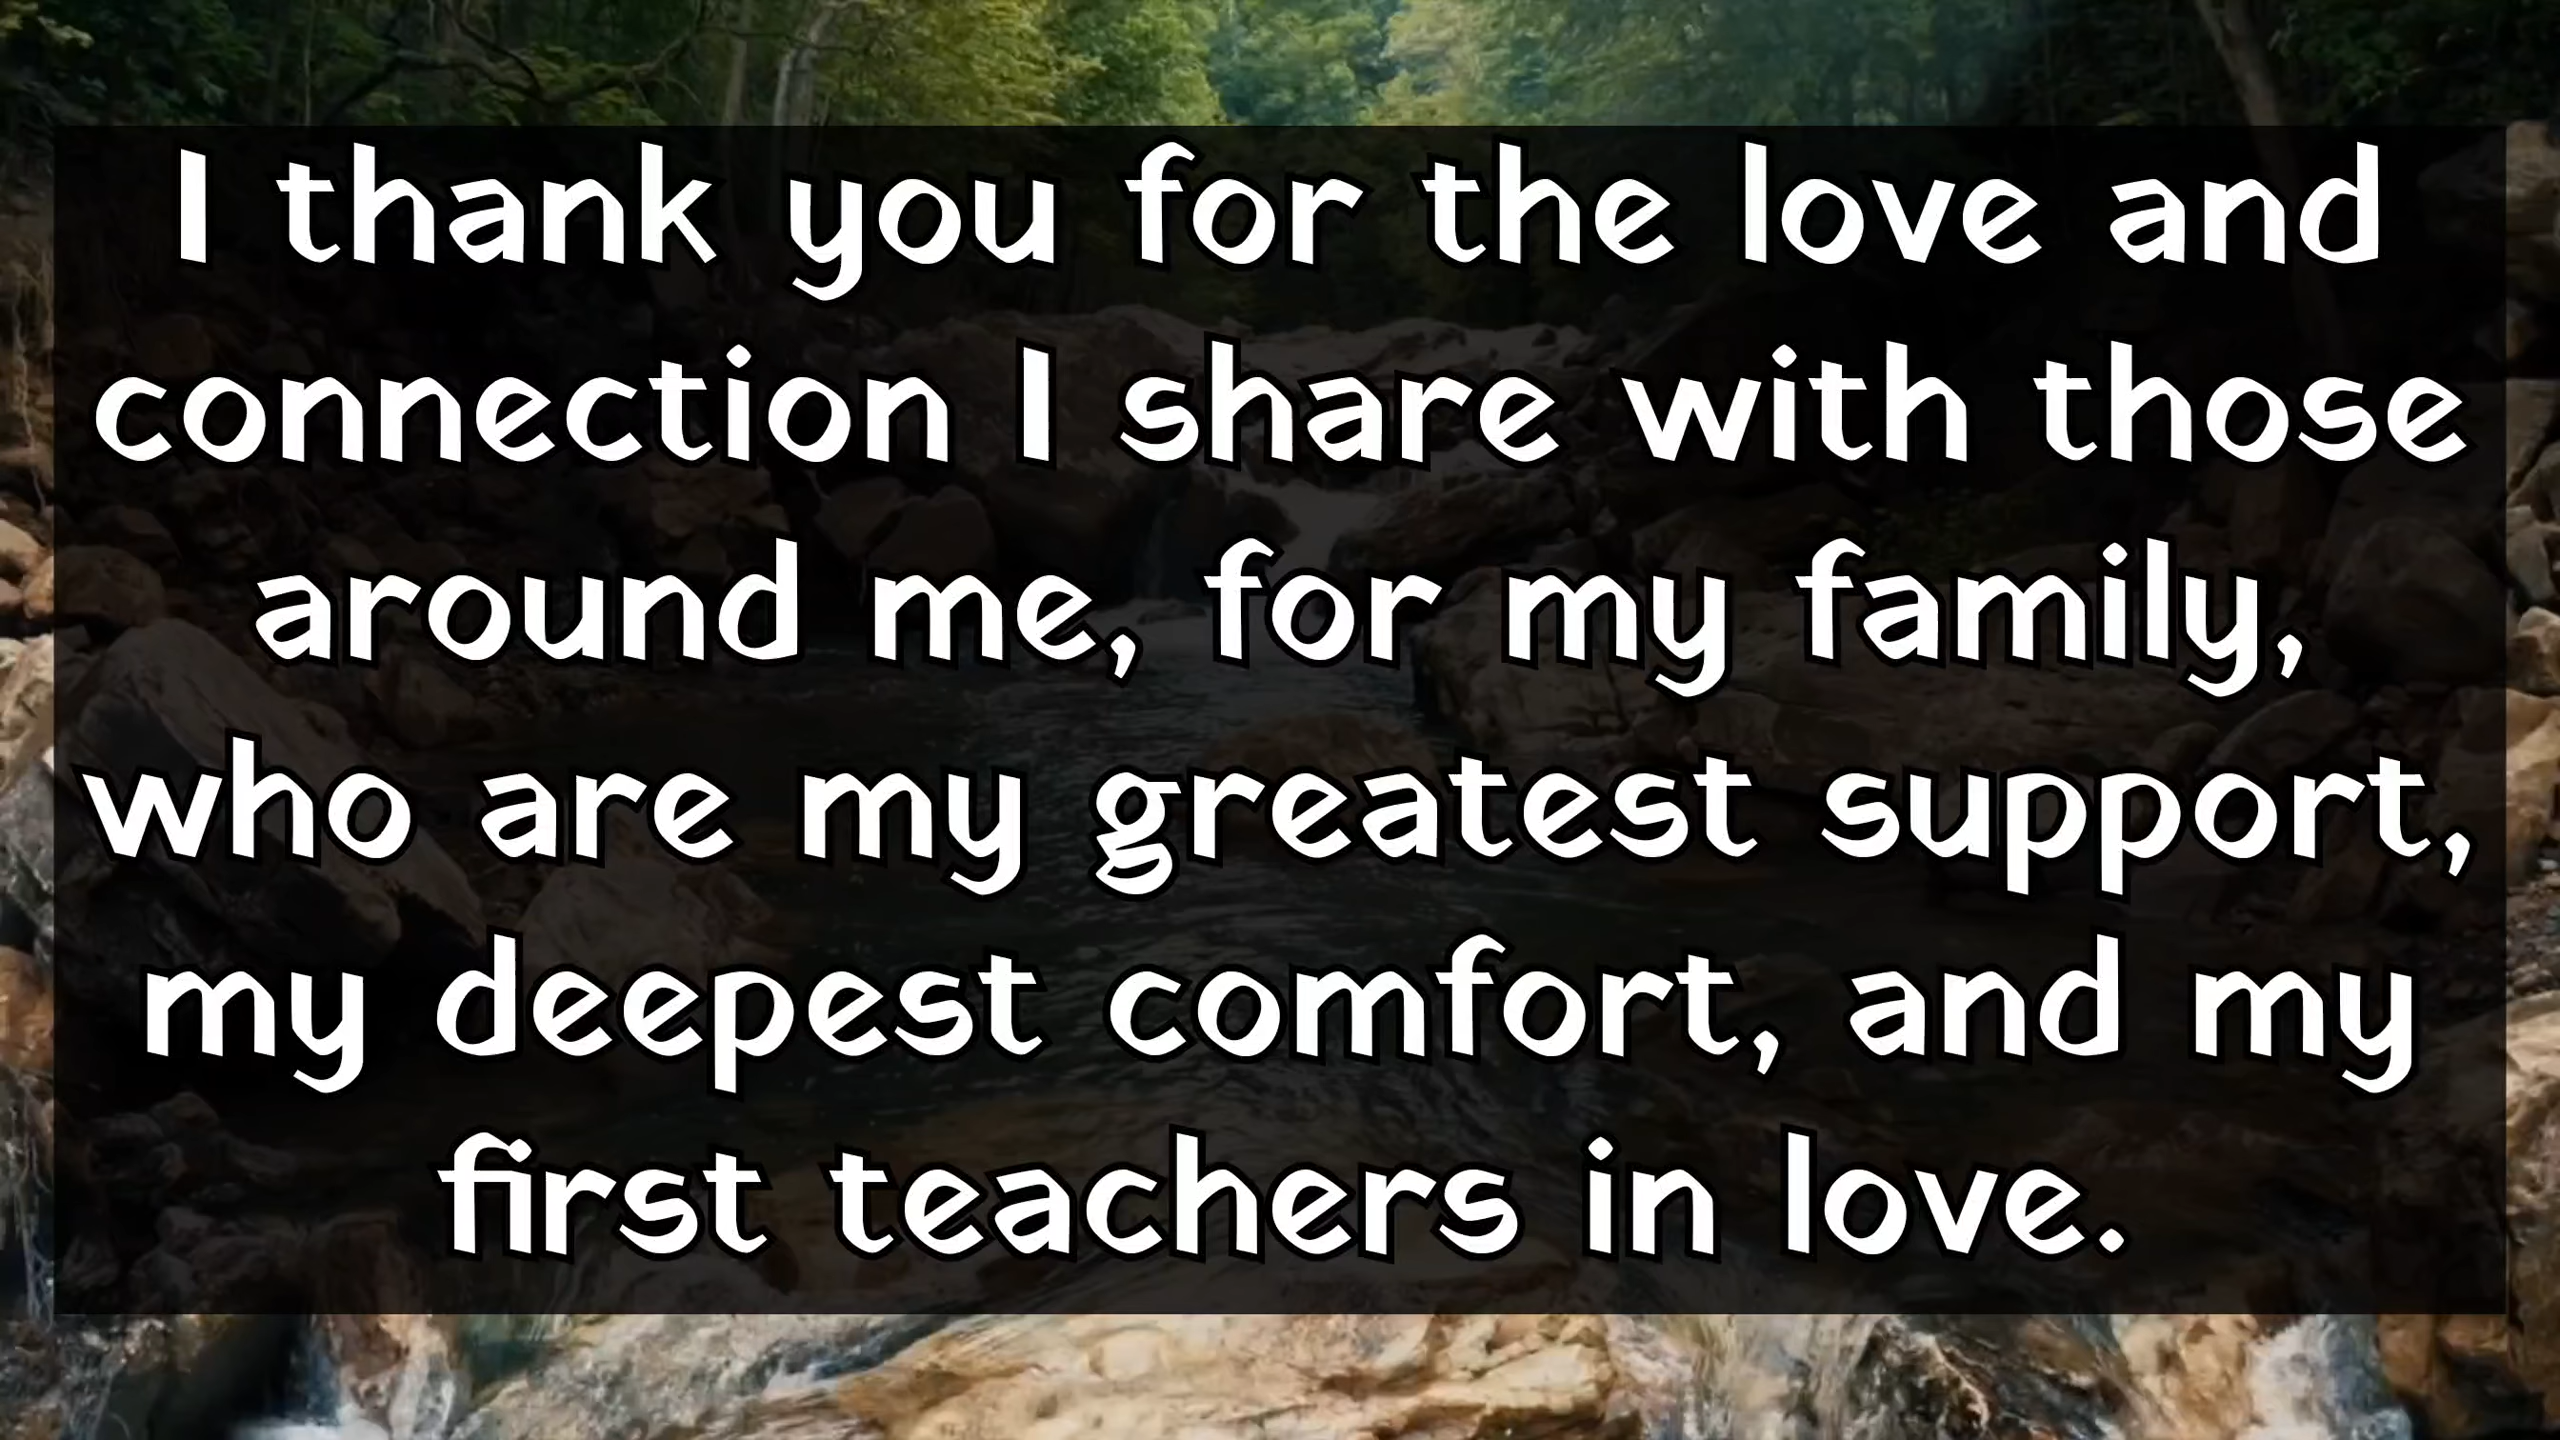 I thank you for the love and
connection I share with those
around me, for my family,
who are my greatest support,
my deepest comfort, and my
first teachers in love.